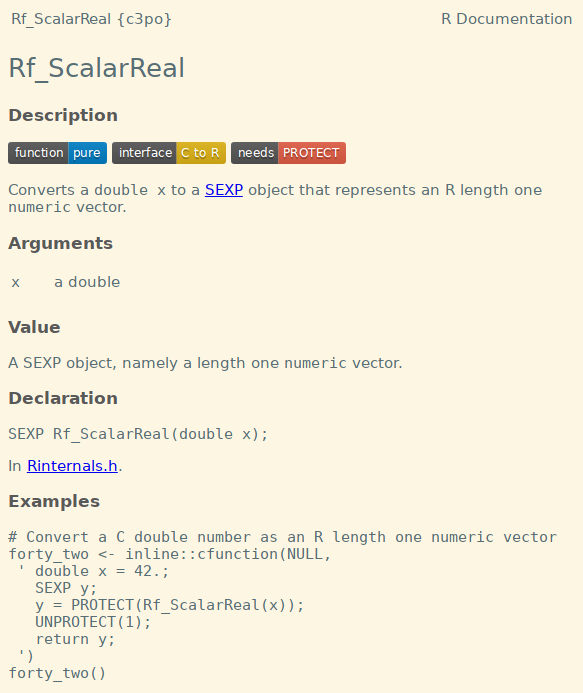 Rf_ScalarReal {c3po} R Documentation
Rf_ScalarReal
Description
function pure interface C to R needs PROTECT
Converts a double x to a SEXP object that represents an R length one
numeric vector.
Arguments
x a double
Value
A SEXP object, namely a length one numeric vector.
Declaration
SEXP Rf_ScalarReal(double x);
In Rinternals.h.
Examples
# Convert a C double number as an R length one numeric vector
forty_two <- inline::cfunction(NULL,
 ' double x = 42.;
   SEXP y;
   y = PROTECT(Rf_ScalarReal(x));
   UNPROTECT(1);
   return y;
 ')
forty_two()